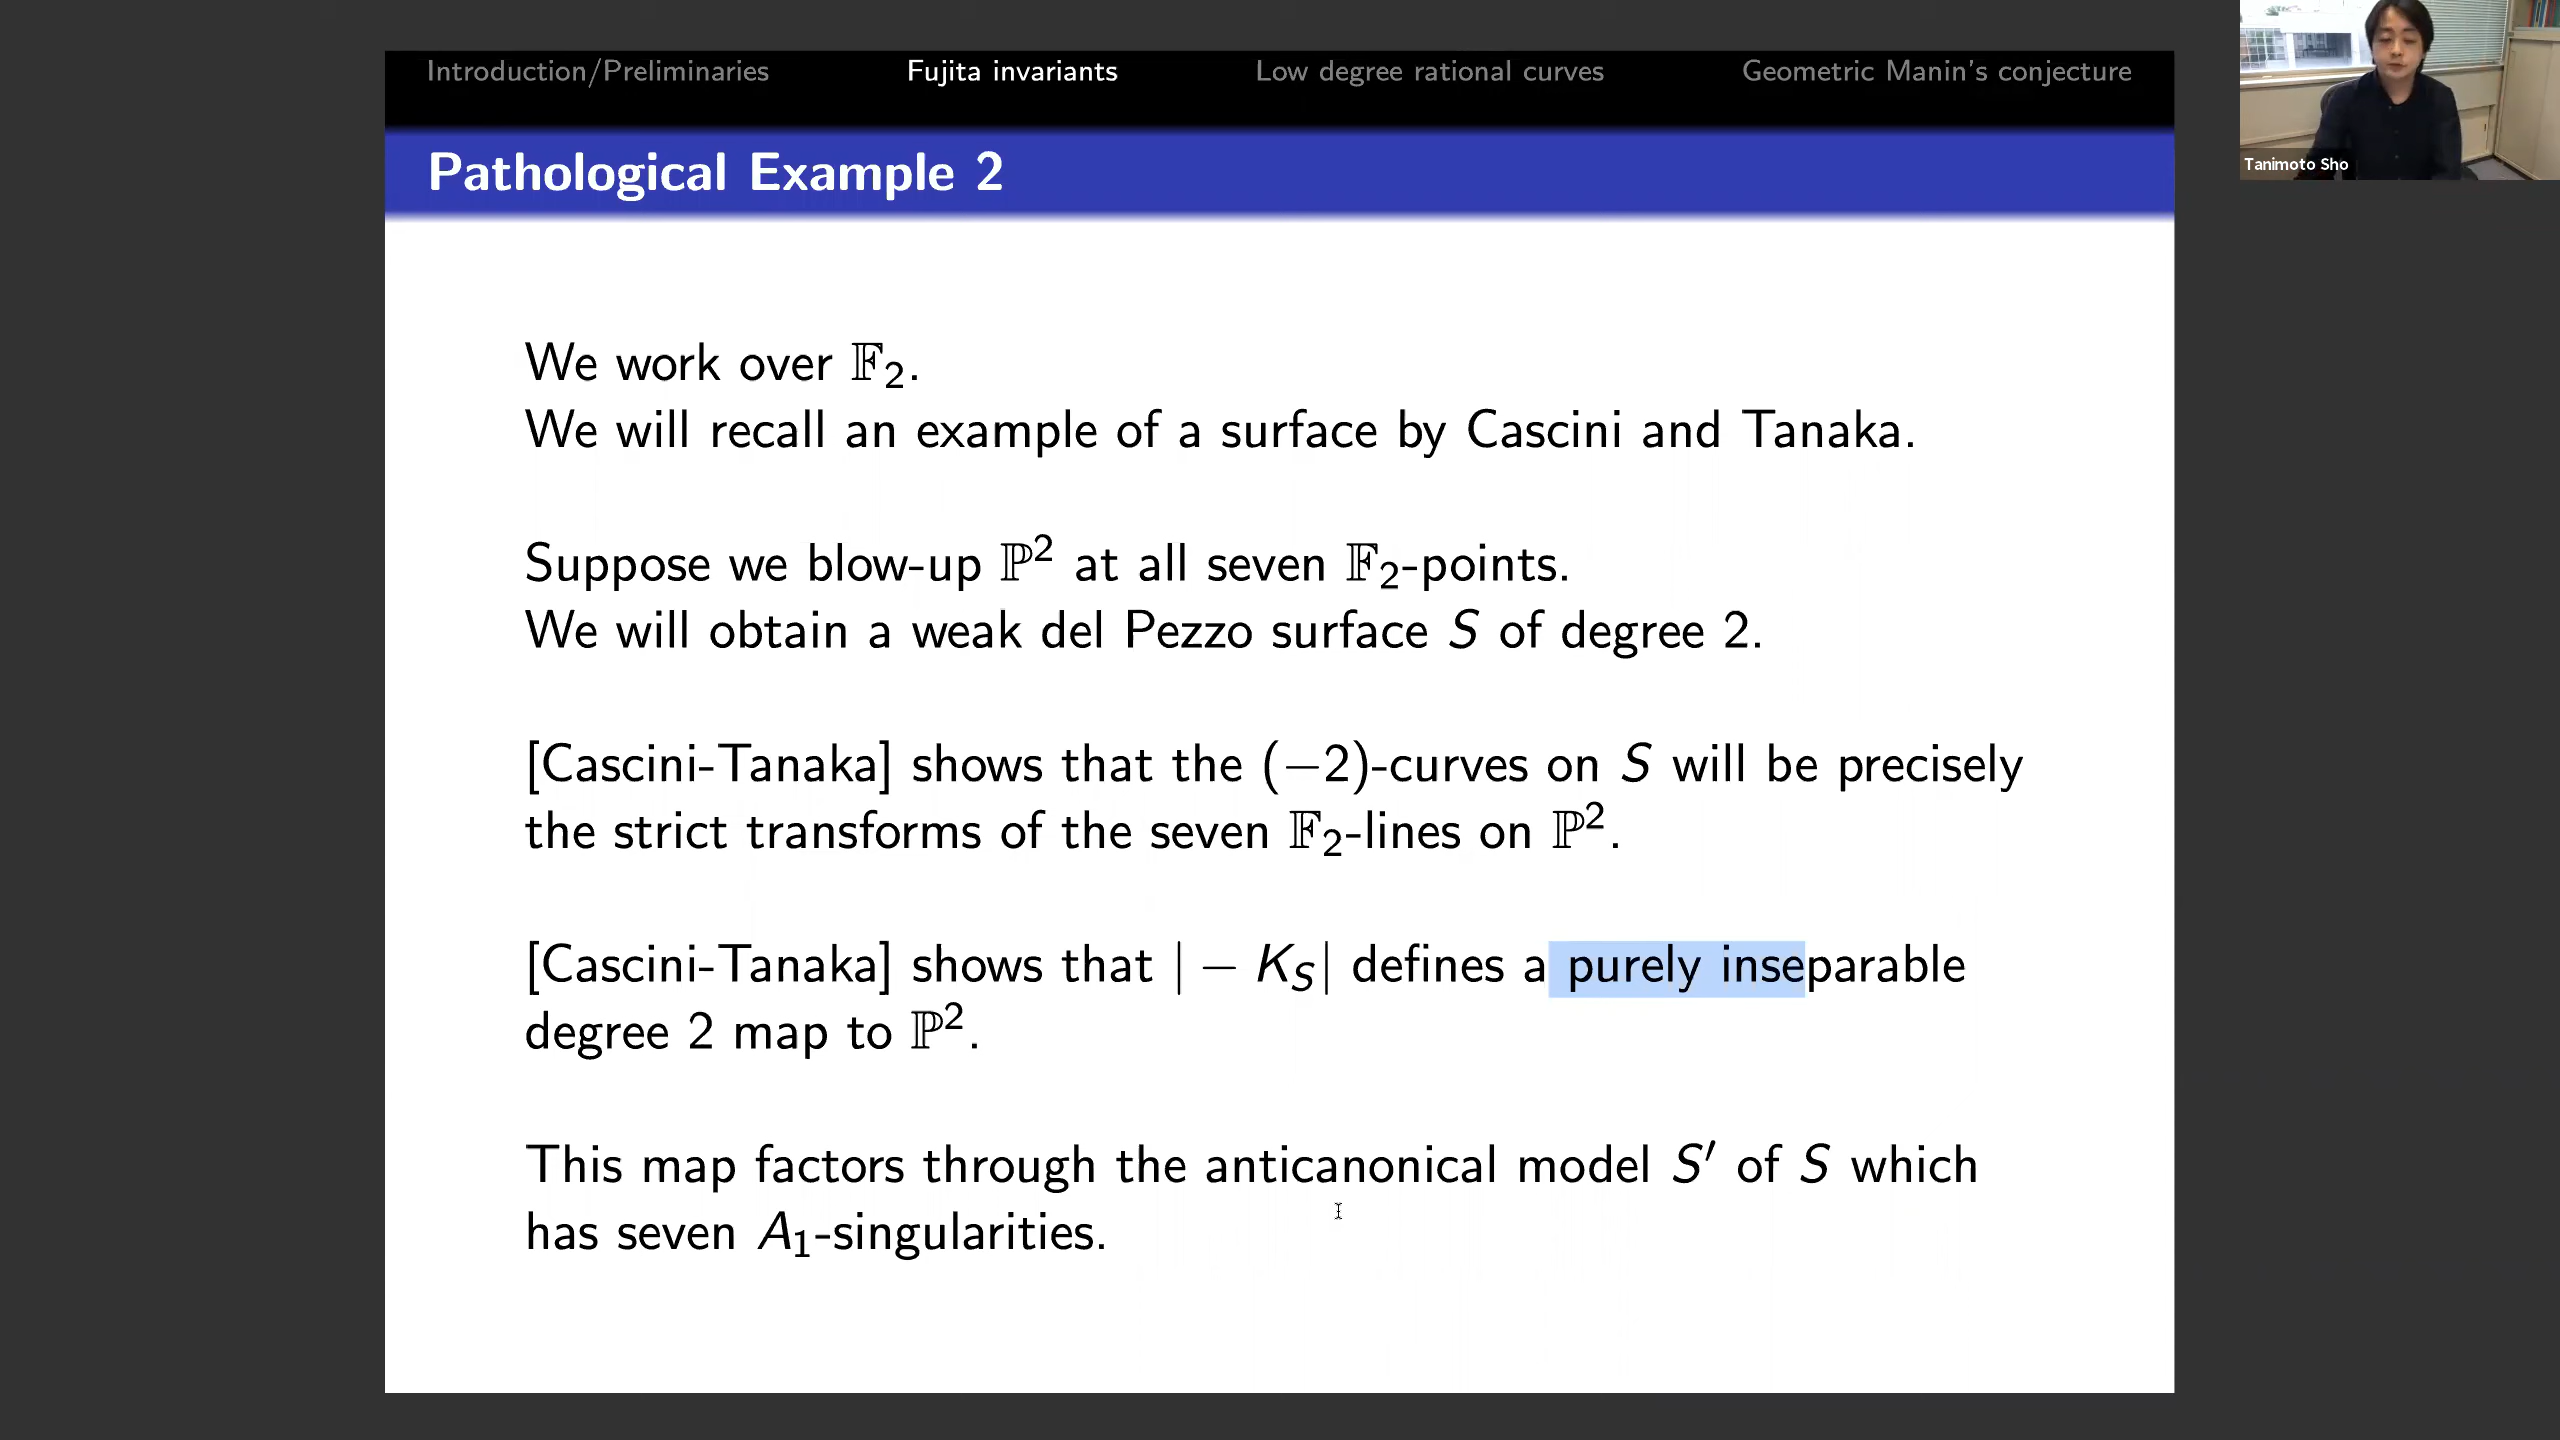 Introduction/Preliminaries Fujita invariants Low degree rational curves Geometric Manin's conjecture
Pathological Example 2
We work over 𝔽₂.
We will recall an example of a surface by Cascini and Tanaka.
Suppose we blow-up ℙ² at all seven 𝔽₂-points.
We will obtain a weak del Pezzo surface S of degree 2.
[Cascini-Tanaka] shows that the (−2)-curves on S will be precisely
the strict transforms of the seven 𝔽₂-lines on ℙ².
[Cascini-Tanaka] shows that | − K_S| defines a purely inseparable
degree 2 map to ℙ².
This map factors through the anticanonical model S′ of S which
has seven A₁-singularities.
Tanimoto Sho